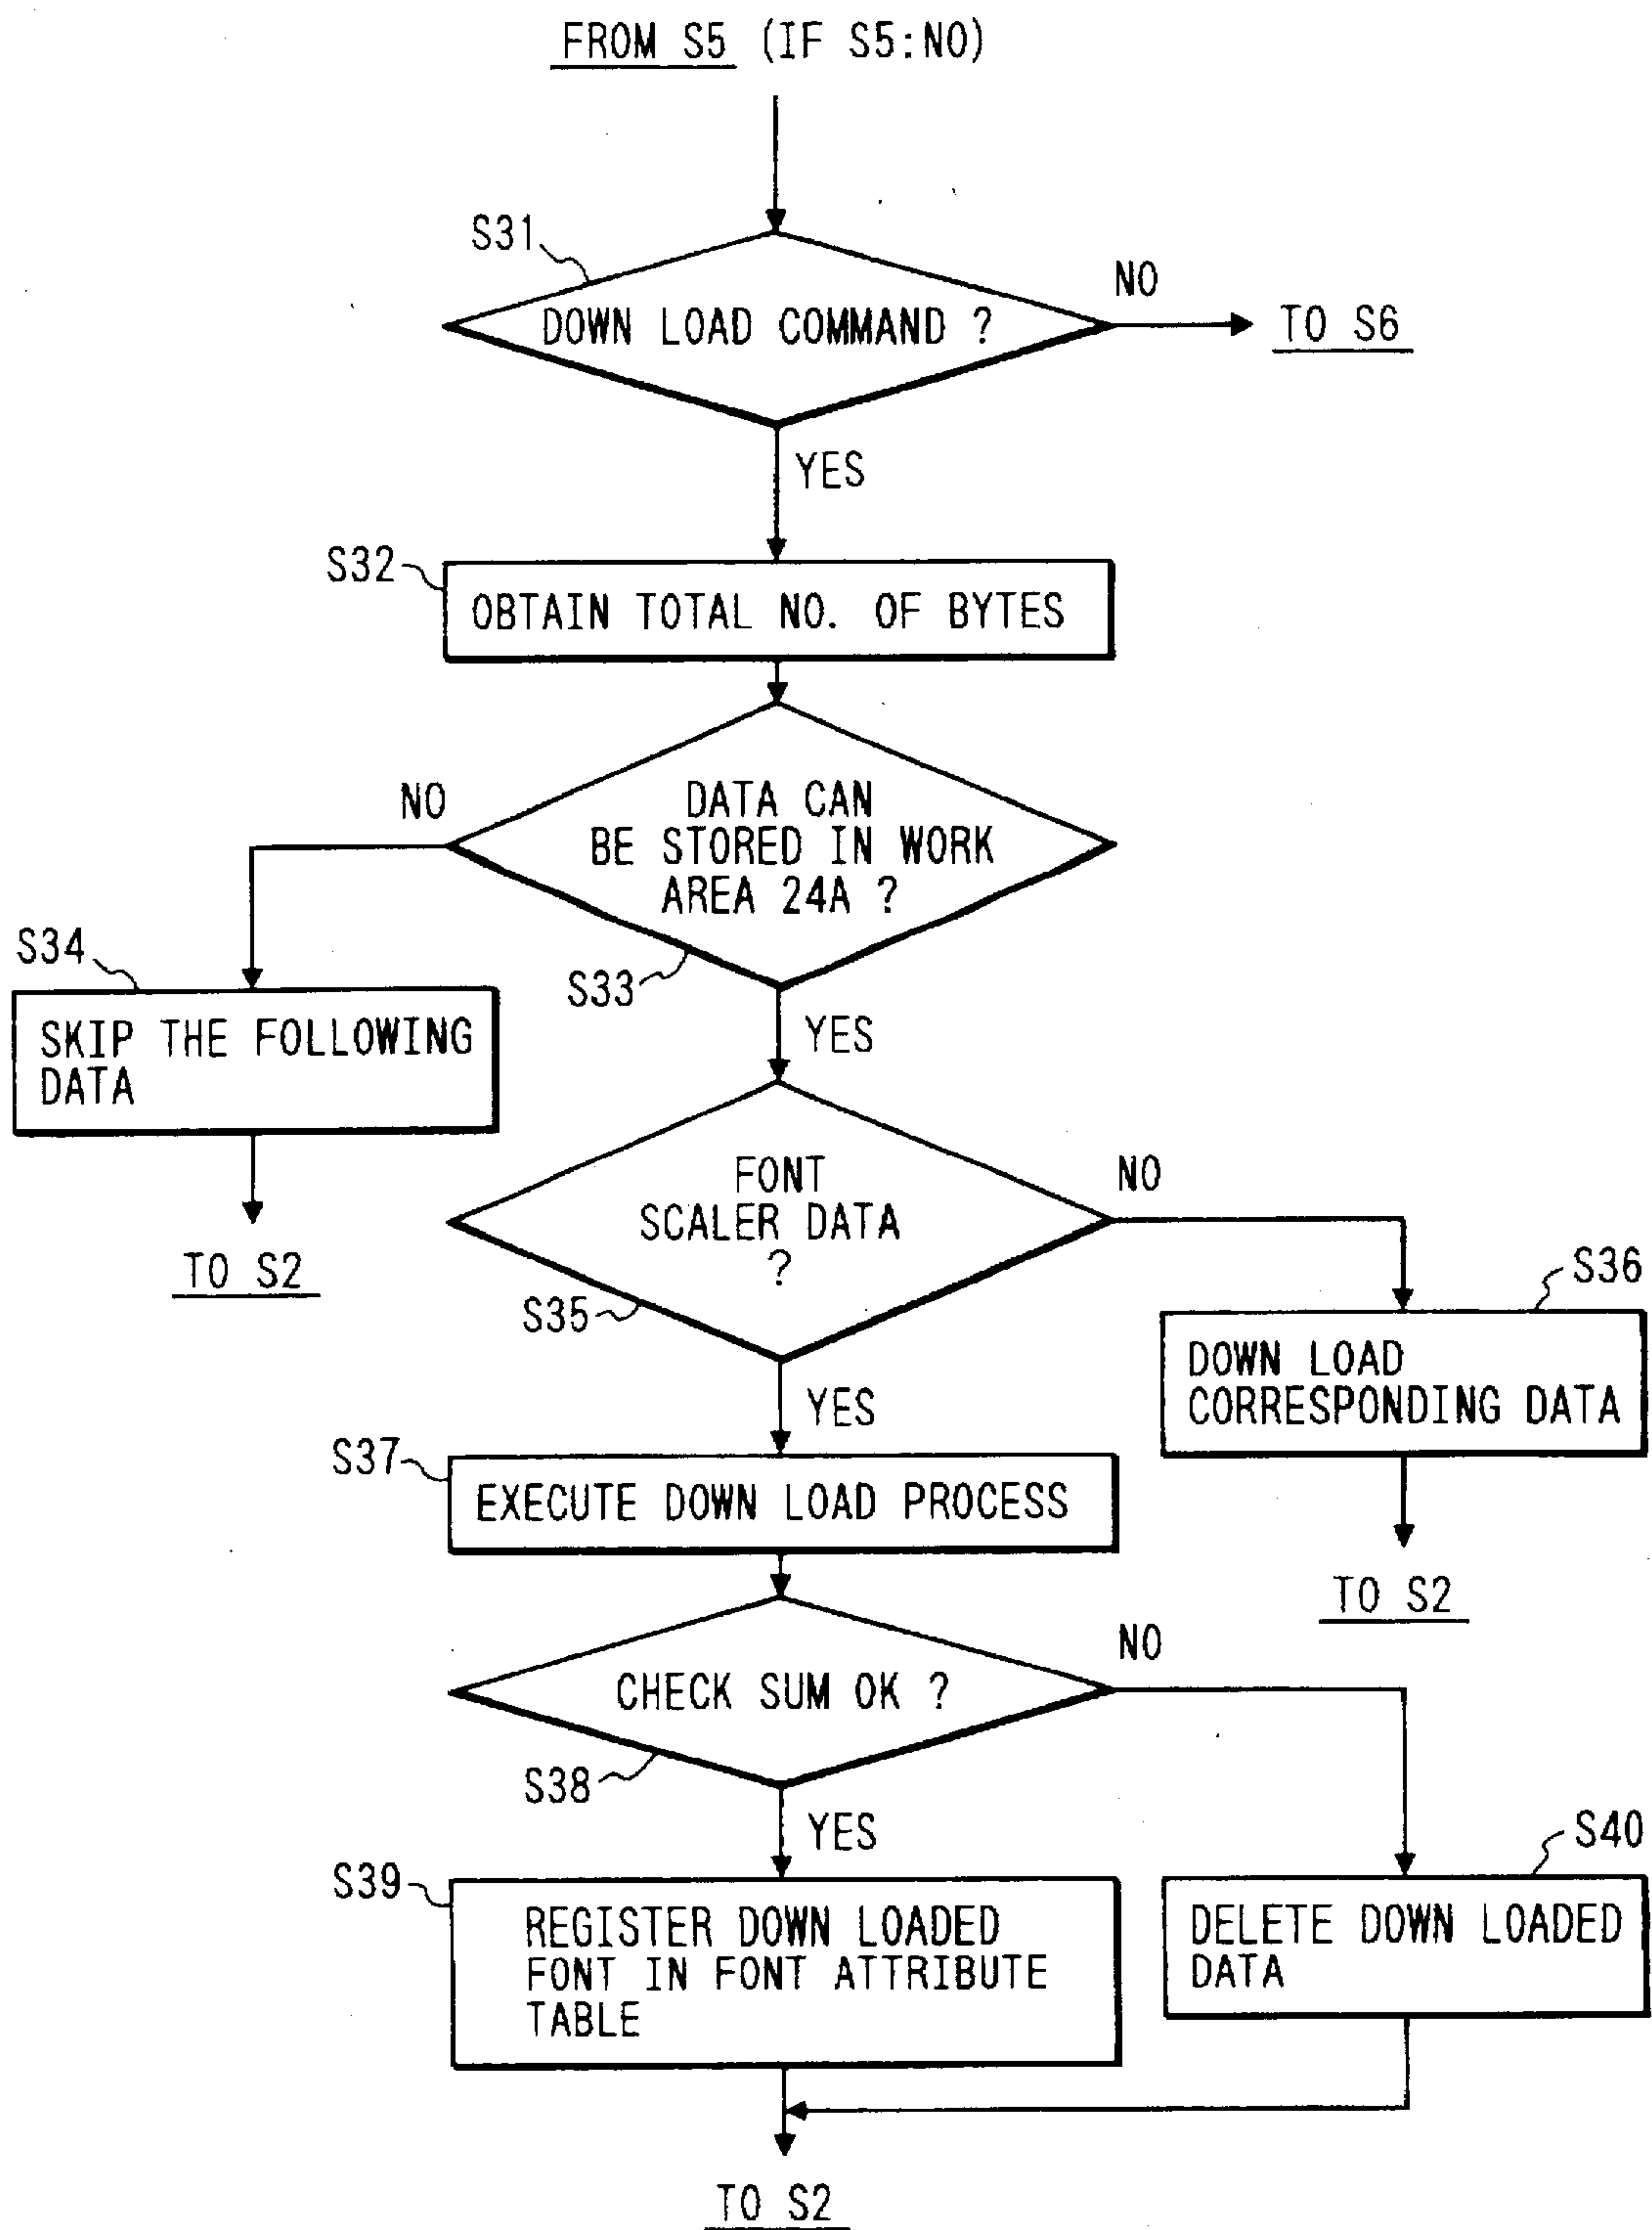 FROM S5 (IF S5:NO)
S31
DOWN LOAD COMMAND ?
NO
TO S6
YES
S32
OBTAIN TOTAL NO. OF BYTES
NO
DATA CAN
BE STORED IN WORK
AREA 24A ?
S33
S34
SKIP THE FOLLOWING
DATA
TO S2
YES
FONT
SCALER DATA
?
S35
NO
S36
DOWN LOAD
CORRESPONDING DATA
TO S2
YES
S37
EXECUTE DOWN LOAD PROCESS
CHECK SUM OK ?
S38
NO
YES
S39
REGISTER DOWN LOADED
FONT IN FONT ATTRIBUTE
TABLE
S40
DELETE DOWN LOADED
DATA
TO S2